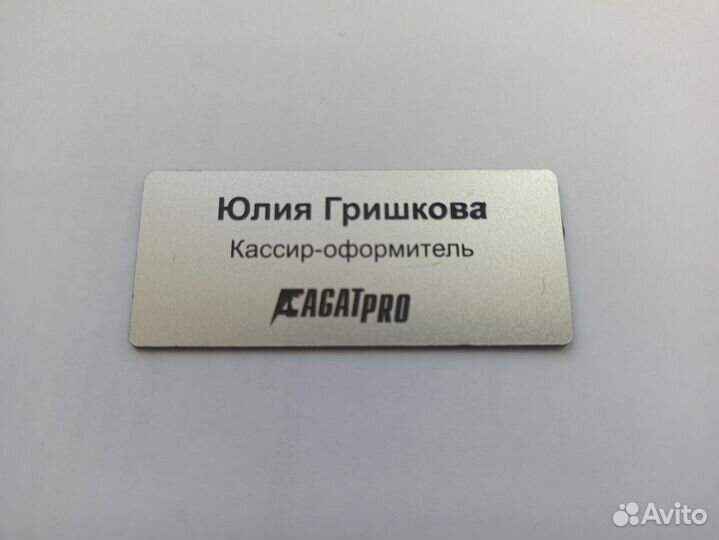 Юлия Гришкова
Кассир-оформитель
AGATPRO
Avito